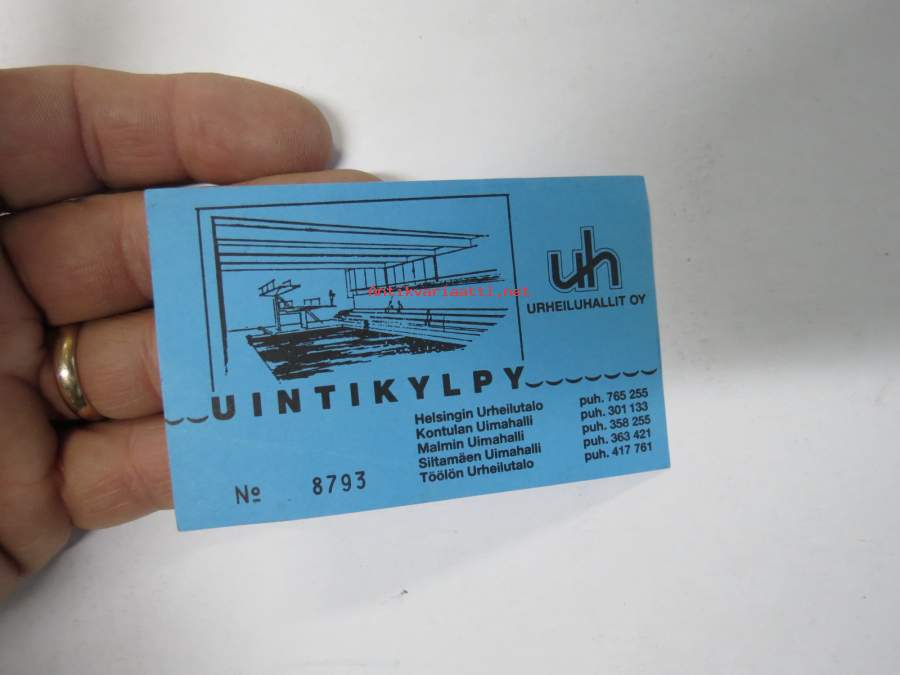 uh
URHEILUHALLIT OY
antikvariaatti.net
UINTIKYLPY
Helsingin Urheilutalo puh. 765 255
Kontulan Uimahalli puh. 301 133
Malmin Uimahalli puh. 358 255
Siltamäen Uimahalli puh. 363 421
Töölön Urheilutalo puh. 417 761
№ 8793